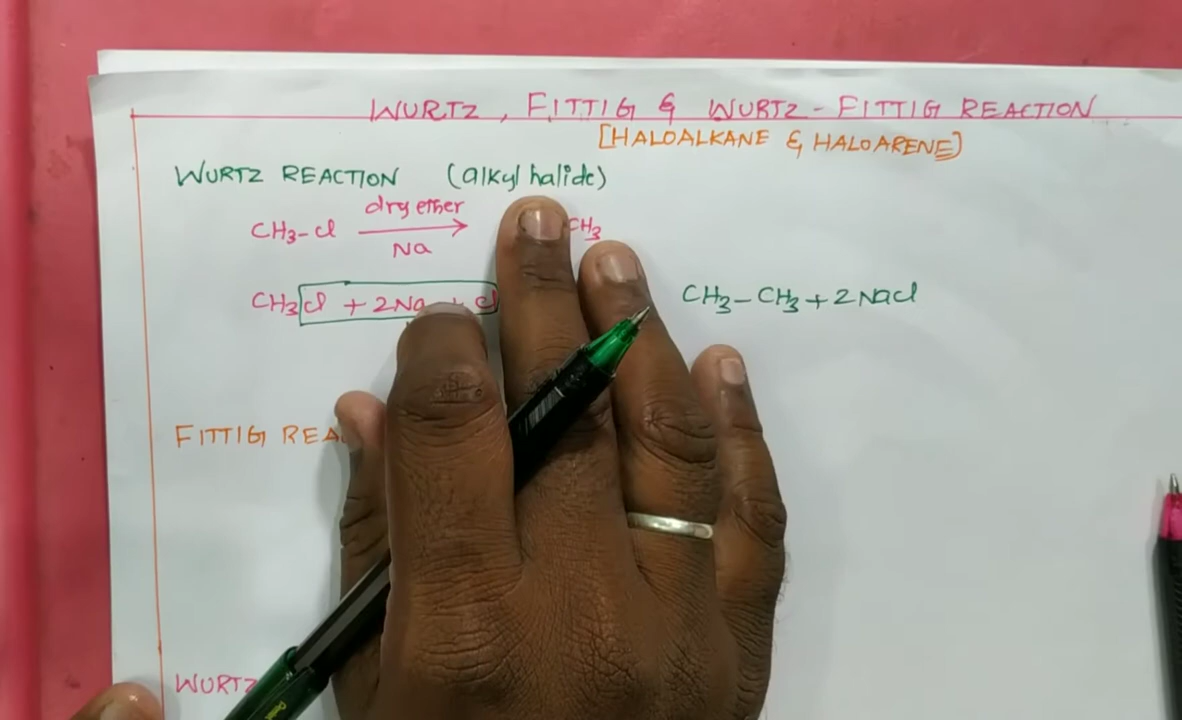 WURTZ, FITTIG & WURTZ-FITTIG REACTION
[HALOALKANE & HALOARENE]
WURTZ REACTION (alkyl halide)
dry ether
CH3-Cl → CH3
Na
CH3 Cl + 2Na + Cl CH3-CH3 + 2NaCl
FITTIG REA
WURTZ